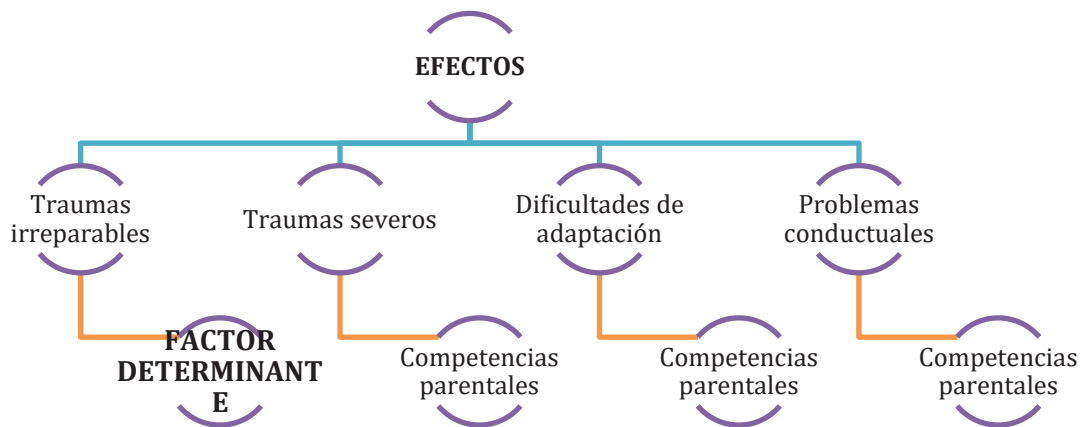 EFECTOS
Traumas
irreparables
Traumas severos
Dificultades de
adaptación
Problemas
conductuales
FACTOR
DETERMINANT
E
Competencias
parentales
Competencias
parentales
Competencias
parentales